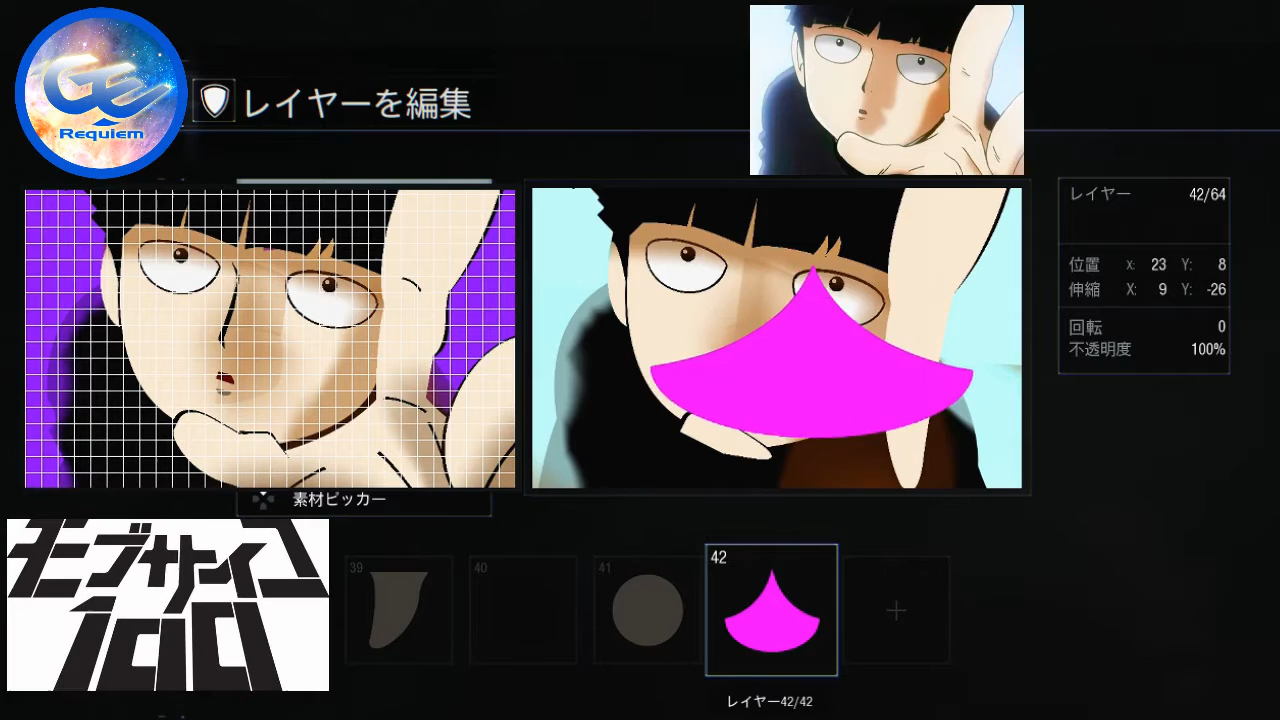 GE
Requiem
レイヤーを編集
レイヤー 42/64
位置 X: 23 Y: 8
伸縮 X: 9 Y: -26
回転 0
不透明度 100%
素材ピッカー
モブサイコ
100
39
40
41
42
レイヤー42/42